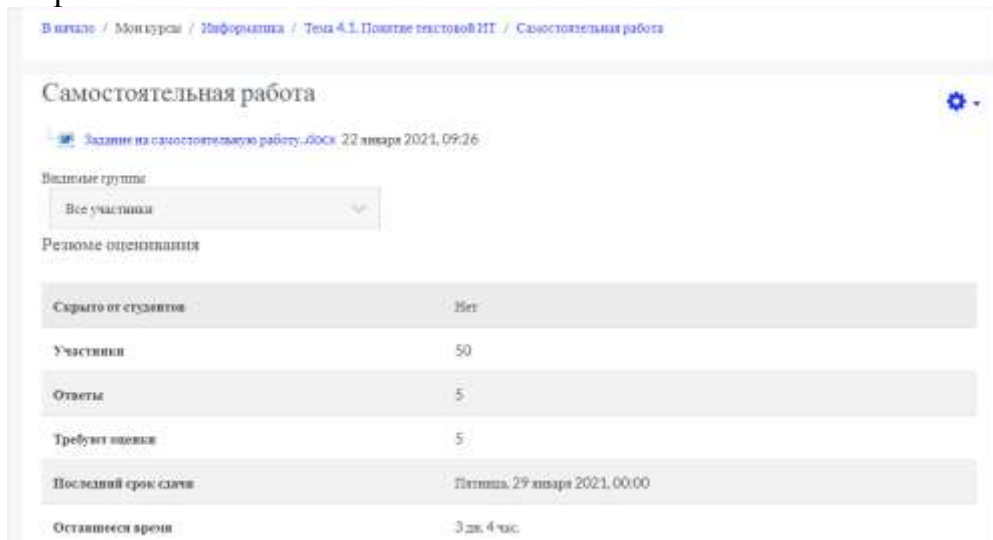 В начало / Мои курсы / Информатика / Тема 4.1. Понятие текстовой ИТ / Самостоятельная работа
Самостоятельная работа
Задание на самостоятельную работу..docx 22 января 2021, 09:26
Видимые группы
Все участники
Резюме оценивания
Скрыто от студентов Нет
Участники 50
Ответы 5
Требуют оценки 5
Последний срок сдачи Пятница, 29 января 2021, 00:00
Оставшееся время 3 дн. 4 час.